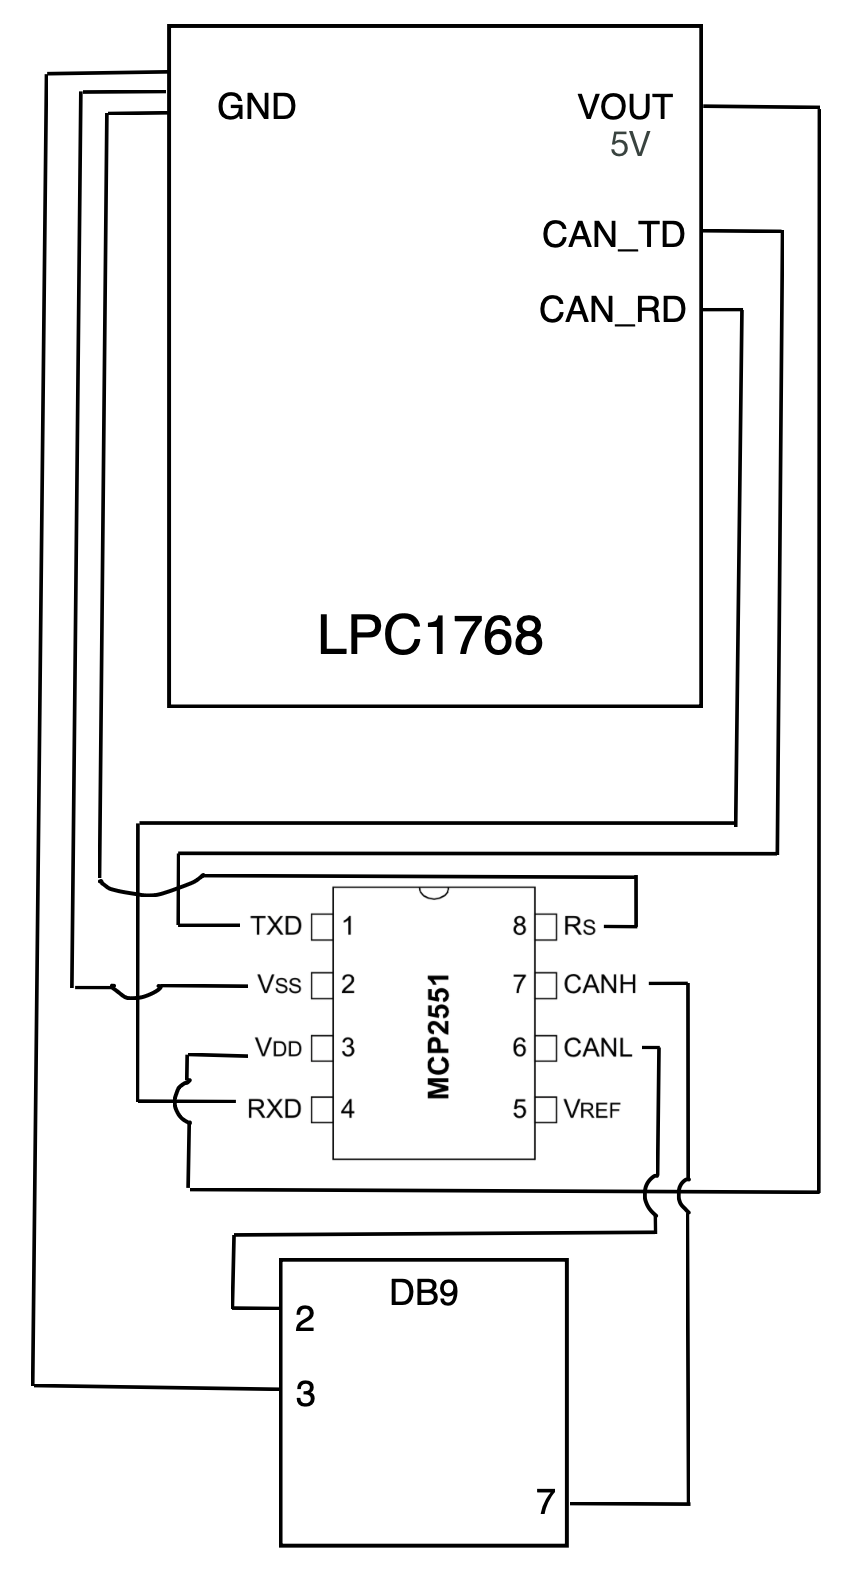 GND
VOUT
5V
CAN_TD
CAN_RD
LPC1768
TXD 1 8 RS
VSS 2 7 CANH
VDD 3 6 CANL
RXD 4 5 VREF
MCP2551
DB9
2
3
7